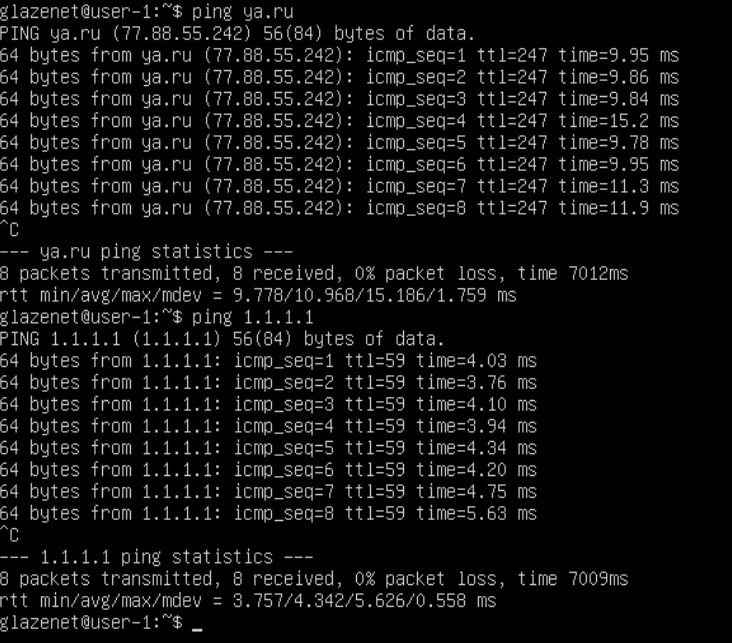 glazenet@user-1:~$ ping ya.ru
PING ya.ru (77.88.55.242) 56(84) bytes of data.
64 bytes from ya.ru (77.88.55.242): icmp_seq=1 ttl=247 time=9.95 ms
64 bytes from ya.ru (77.88.55.242): icmp_seq=2 ttl=247 time=9.86 ms
64 bytes from ya.ru (77.88.55.242): icmp_seq=3 ttl=247 time=9.84 ms
64 bytes from ya.ru (77.88.55.242): icmp_seq=4 ttl=247 time=15.2 ms
64 bytes from ya.ru (77.88.55.242): icmp_seq=5 ttl=247 time=9.78 ms
64 bytes from ya.ru (77.88.55.242): icmp_seq=6 ttl=247 time=9.95 ms
64 bytes from ya.ru (77.88.55.242): icmp_seq=7 ttl=247 time=11.3 ms
64 bytes from ya.ru (77.88.55.242): icmp_seq=8 ttl=247 time=11.9 ms
^C
--- ya.ru ping statistics ---
8 packets transmitted, 8 received, 0% packet loss, time 7012ms
rtt min/avg/max/mdev = 9.778/10.968/15.186/1.759 ms
glazenet@user-1:~$ ping 1.1.1.1
PING 1.1.1.1 (1.1.1.1) 56(84) bytes of data.
64 bytes from 1.1.1.1: icmp_seq=1 ttl=59 time=4.03 ms
64 bytes from 1.1.1.1: icmp_seq=2 ttl=59 time=3.76 ms
64 bytes from 1.1.1.1: icmp_seq=3 ttl=59 time=4.10 ms
64 bytes from 1.1.1.1: icmp_seq=4 ttl=59 time=3.94 ms
64 bytes from 1.1.1.1: icmp_seq=5 ttl=59 time=4.34 ms
64 bytes from 1.1.1.1: icmp_seq=6 ttl=59 time=4.20 ms
64 bytes from 1.1.1.1: icmp_seq=7 ttl=59 time=4.75 ms
64 bytes from 1.1.1.1: icmp_seq=8 ttl=59 time=5.63 ms
^C
--- 1.1.1.1 ping statistics ---
8 packets transmitted, 8 received, 0% packet loss, time 7009ms
rtt min/avg/max/mdev = 3.757/4.342/5.626/0.558 ms
glazenet@user-1:~$ _